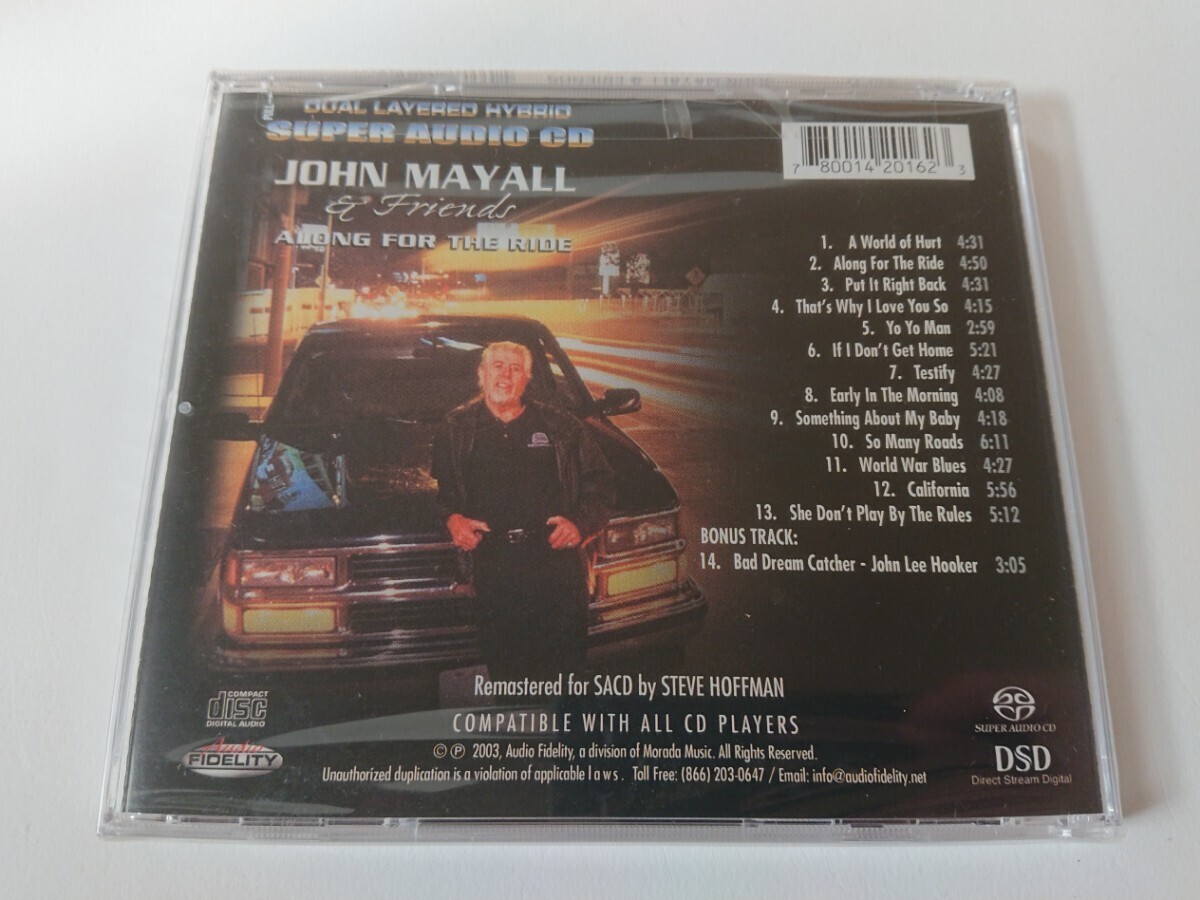 DUAL LAYERED HYBRID
SUPER AUDIO CD
JOHN MAYALL
& Friends
ALONG FOR THE RIDE
7 80014 20162 3
1. A World of Hurt 4:31
2. Along For The Ride 4:50
3. Put It Right Back 4:31
4. That's Why I Love You So 4:15
5. Yo Yo Man 2:59
6. If I Don't Get Home 5:21
7. Testify 4:27
8. Early In The Morning 4:08
9. Something About My Baby 4:18
10. So Many Roads 6:11
11. World War Blues 4:27
12. California 5:56
13. She Don't Play By The Rules 5:12
BONUS TRACK:
14. Bad Dream Catcher - John Lee Hooker 3:05
Remastered for SACD by STEVE HOFFMAN
COMPATIBLE WITH ALL CD PLAYERS
© ℗ 2003, Audio Fidelity, a division of Morada Music. All Rights Reserved.
Unauthorized duplication is a violation of applicable laws. Toll Free: (866) 203-0647 / Email: info@audiofidelity.net
COMPACT
disc
DIGITAL AUDIO
Audio
FIDELITY
SUPER AUDIO CD
DSD
Direct Stream Digital